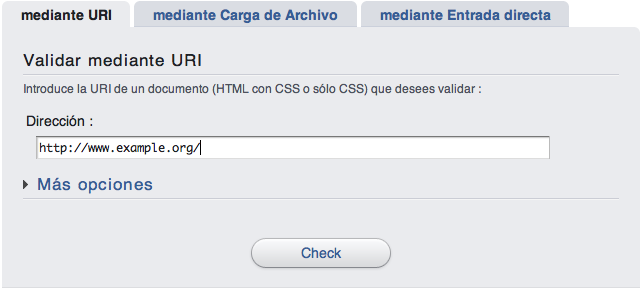 mediante URI mediante Carga de Archivo mediante Entrada directa
Validar mediante URI
Introduce la URI de un documento (HTML con CSS o sólo CSS) que desees validar :
Dirección :
http://www.example.org/
Más opciones
Check